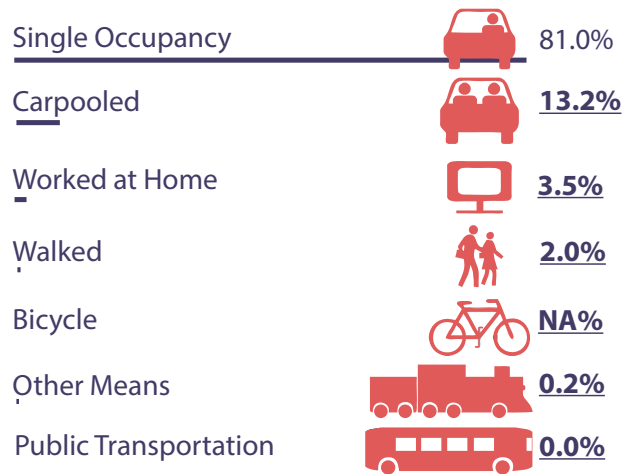 Single Occupancy 81.0%
Carpooled 13.2%
Worked at Home 3.5%
Walked 2.0%
Bicycle NA%
Other Means 0.2%
Public Transportation 0.0%